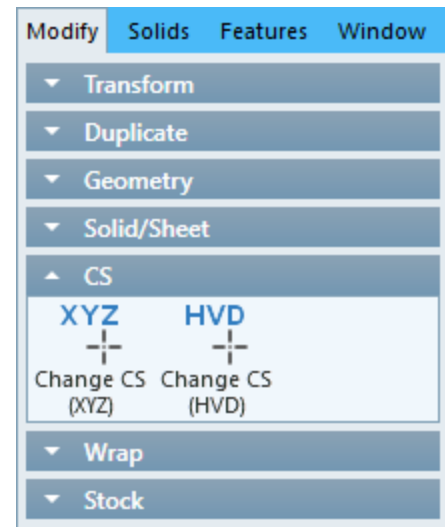 Modify Solids Features Window
Transform
Duplicate
Geometry
Solid/Sheet
CS
XYZ HVD
Change CS Change CS
(XYZ) (HVD)
Wrap
Stock